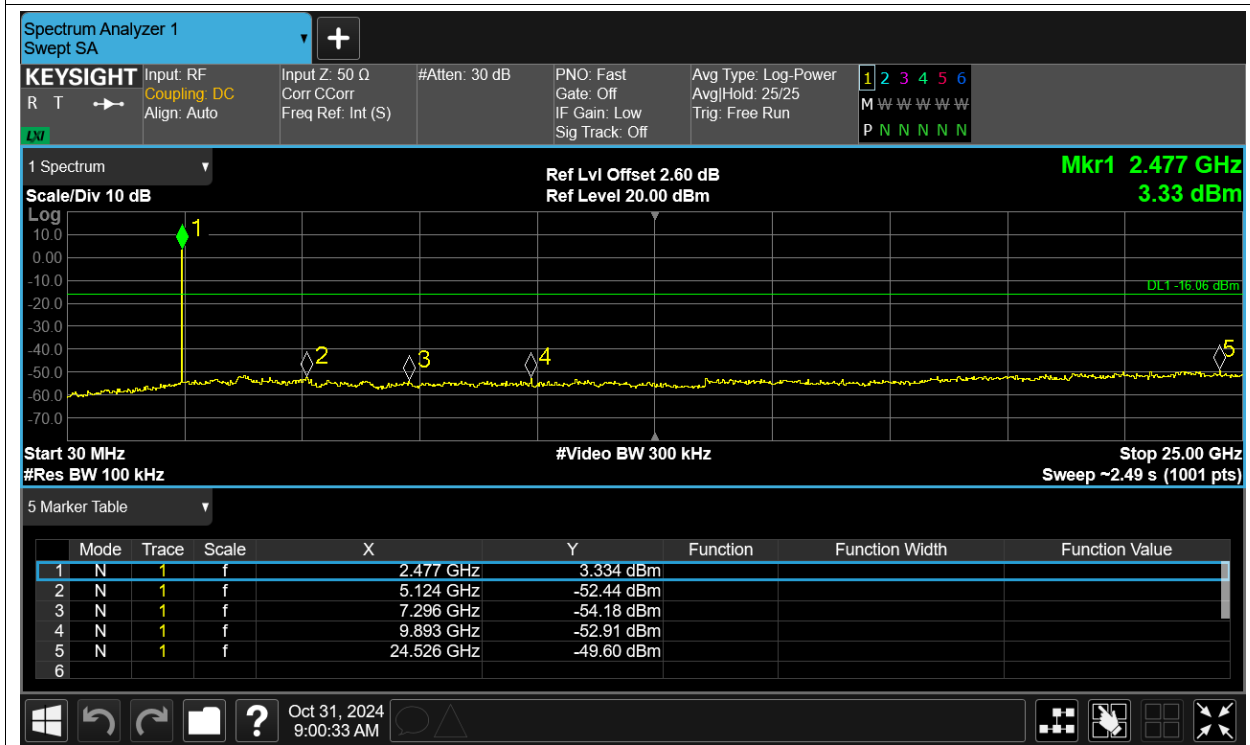 Spectrum Analyzer 1
Swept SA
KEYSIGHT
R T
LXI
Input: RF
Coupling: DC
Align: Auto
Input Z: 50 Ω
Corr CCorr
Freq Ref: Int (S)
#Atten: 30 dB
PNO: Fast
Gate: Off
IF Gain: Low
Sig Track: Off
Avg Type: Log-Power
Avg|Hold: 25/25
Trig: Free Run
1 2 3 4 5 6
M W W W W W
P N N N N N
1 Spectrum
Scale/Div 10 dB
Ref Lvl Offset 2.60 dB
Ref Level 20.00 dBm
Mkr1 2.477 GHz
3.33 dBm
Log
10.0
0.00
-10.0
-20.0
-30.0
-40.0
-50.0
-60.0
-70.0
1
DL1 -16.06 dBm
2
3
4
5
Start 30 MHz
#Res BW 100 kHz
#Video BW 300 kHz
Stop 25.00 GHz
Sweep ~2.49 s (1001 pts)
5 Marker Table
Mode Trace Scale X Y Function Function Width Function Value
1 N 1 f 2.477 GHz 3.334 dBm
2 N 1 f 5.124 GHz -52.44 dBm
3 N 1 f 7.296 GHz -54.18 dBm
4 N 1 f 9.893 GHz -52.91 dBm
5 N 1 f 24.526 GHz -49.60 dBm
6
?
Oct 31, 2024
9:00:33 AM